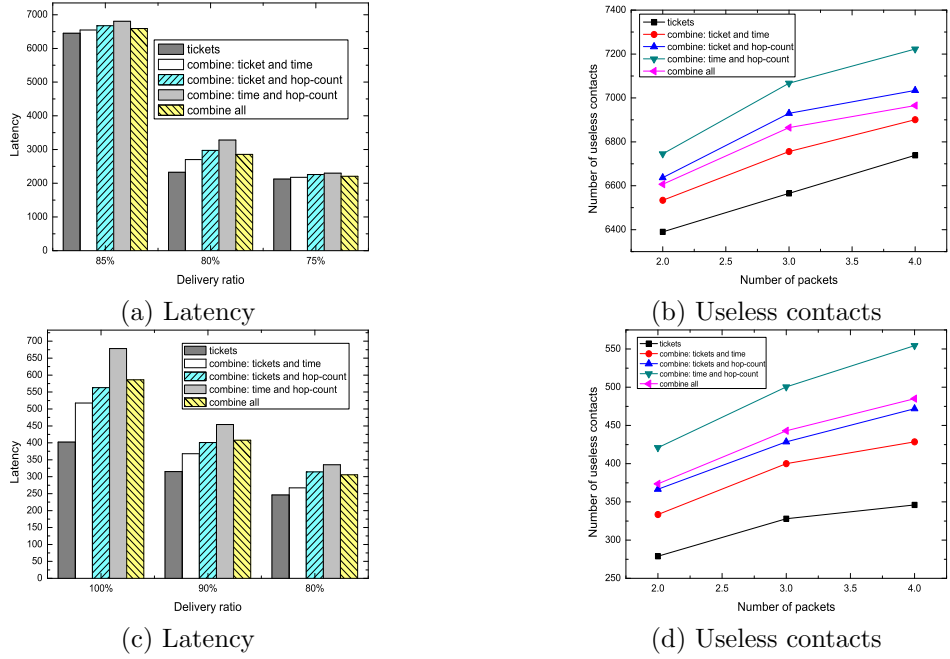 7000
6000
5000
4000
3000
2000
1000
0
Latency
tickets
combine: ticket and time
combine: ticket and hop-count
combine: time and hop-count
combine all
85%
80%
75%
Delivery ratio
(a) Latency
7400
7200
7000
6800
6600
6400
Number of useless contacts
tickets
combine: ticket and time
combine: ticket and hop-count
combine: time and hop-count
combine all
2.0
2.5
3.0
3.5
4.0
Number of packets
(b) Useless contacts
700
650
600
550
500
450
400
350
300
250
200
150
100
50
0
Latency
tickets
combine: tickets and time
combine: tickets and hop-count
combine: time and hop-count
combine all
100%
90%
80%
Delivery ratio
(c) Latency
550
500
450
400
350
300
250
Number of useless contacts
tickets
combine: tickets and time
combine: tickets and hop-count
combine: time and hop-count
combine all
2.0
2.5
3.0
3.5
4.0
Number of packets
(d) Useless contacts